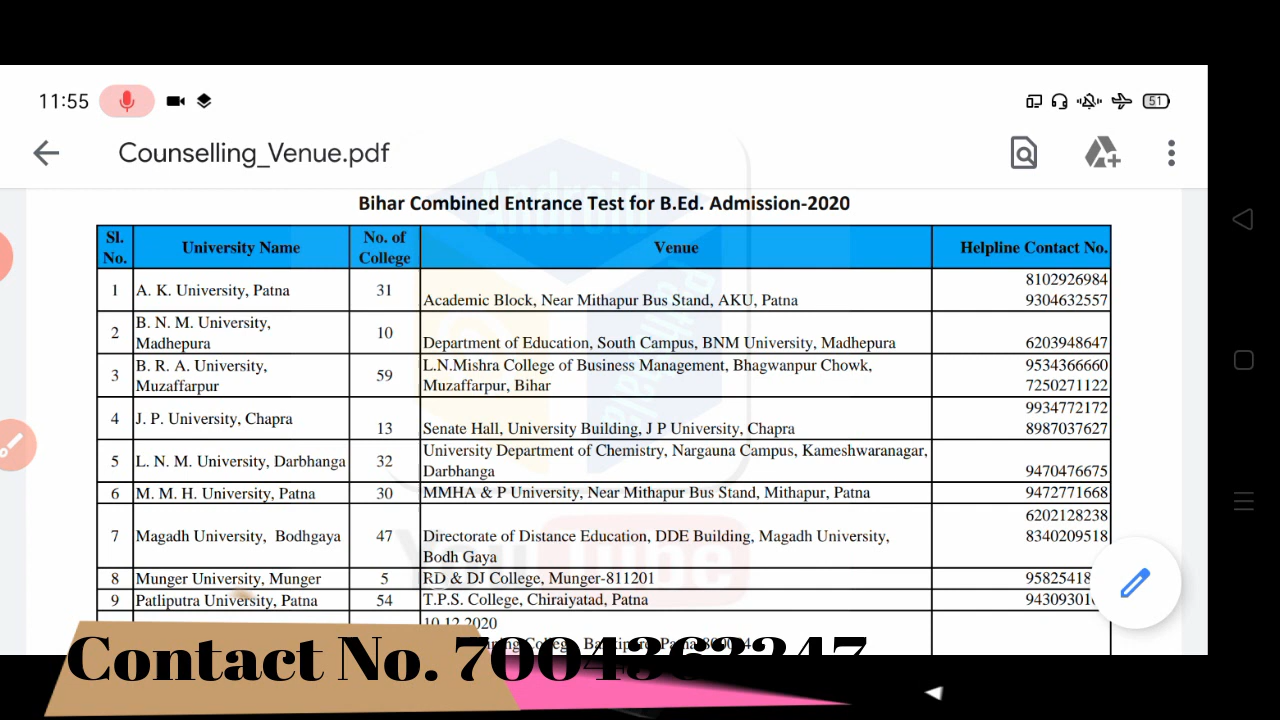 11:55
51
Counselling_Venue.pdf
Bihar Combined Entrance Test for B.Ed. Admission-2020
Sl. No. University Name No. of College Venue Helpline Contact No.
1 A. K. University, Patna 31 Academic Block, Near Mithapur Bus Stand, AKU, Patna 8102926984
9304632557
2 B. N. M. University, Madhepura 10 Department of Education, South Campus, BNM University, Madhepura 6203948647
3 B. R. A. University, Muzaffarpur 59 L.N.Mishra College of Business Management, Bhagwanpur Chowk, Muzaffarpur, Bihar 9534366660
7250271122
4 J. P. University, Chapra 13 Senate Hall, University Building, J P University, Chapra 9934772172
8987037627
5 L. N. M. University, Darbhanga 32 University Department of Chemistry, Nargauna Campus, Kameshwaranagar, Darbhanga 9470476675
6 M. M. H. University, Patna 30 MMHA & P University, Near Mithapur Bus Stand, Mithapur, Patna 9472771668
7 Magadh University, Bodhgaya 47 Directorate of Distance Education, DDE Building, Magadh University, Bodh Gaya 6202128238
8340209518
8 Munger University, Munger 5 RD & DJ College, Munger-811201
9 Patliputra University, Patna 54 T.P.S. College, Chiraiyatad, Patna
10.12.2020
Contact No.
Android
Pathshala
YouTube